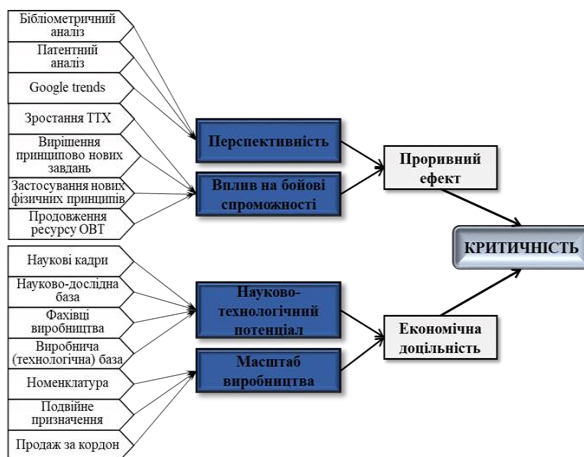 Бібліометричний
аналіз
Патентний
аналіз
Google trends
Зростання ТТХ
Вирішення
принципово нових
завдань
Застосування нових
фізичних принципів
Продовження
ресурсу ОВТ
Наукові кадри
Науково-дослідна
база
Фахівці
виробництва
Виробнича
(технологічна) база
Номенклатура
Подвійне
призначення
Продаж за кордон
Перспективність
Вплив на бойові
спроможності
Науково-
технологічний
потенціал
Масштаб
виробництва
Проривний
ефект
Економічна
доцільність
КРИТИЧНІСТЬ